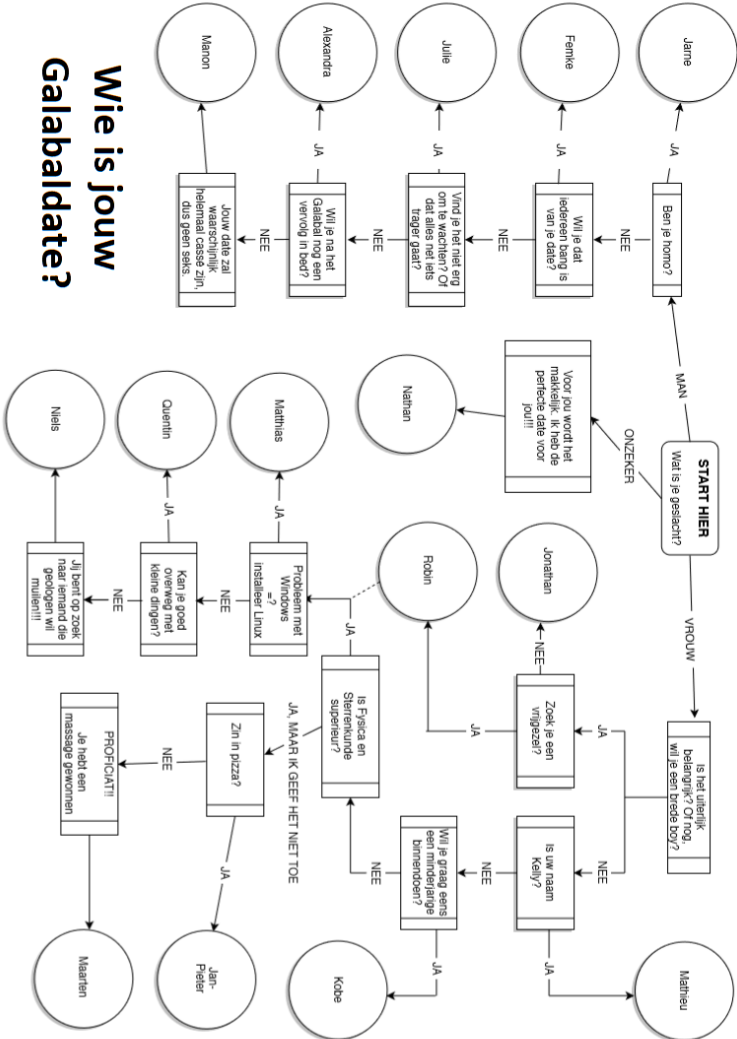 START HIER
Wat is je geslacht?
MAN
ONZEKER
VROUW
Ben je homo?
JA
Jarne
NEE
Wil je dat
iedereen bang is
van je date?
JA
Femke
NEE
Vind je het niet erg
om te wachten? Of
dat alles net iets
trager gaat?
JA
Julie
NEE
Wil je na het
Galabal nog een
vervolg in bed?
JA
Alexandra
NEE
Jouw date zal
waarschijnlijk
helemaal cassé zijn,
dus geen seks.
Manon
Voor jou wordt het
makkelijk. Ik heb de
perfecte date voor
jou!!!
Nathan
Is het uiterlijk
belangrijk? Of nog,
wil je een brede boy?
JA
NEE
Zoek je een
vrijgezel?
NEE
Jonathan
JA
Robin
Is uw naam
Kelly?
JA
Mathieu
NEE
Wil je graag eens
een minderjarige
binnendoen?
JA
Kobe
NEE
Is Fysica en
Sterrenkunde
superieur?
JA
JA, MAAR IK GEEF HET NIET TOE
Probleem met
Windows
=?
installeer Linux
JA
Matthias
NEE
Kan je goed
overweg met
kleine dingen?
JA
Quentin
NEE
Jij bent op zoek
naar iemand die
geologen wil
muilen!!!
Niels
Zin in pizza?
JA
Jan-
Pieter
NEE
PROFICIAT!!
Je hebt een
massage gewonnen
Maarten
Wie is jouw
Galabaldate?